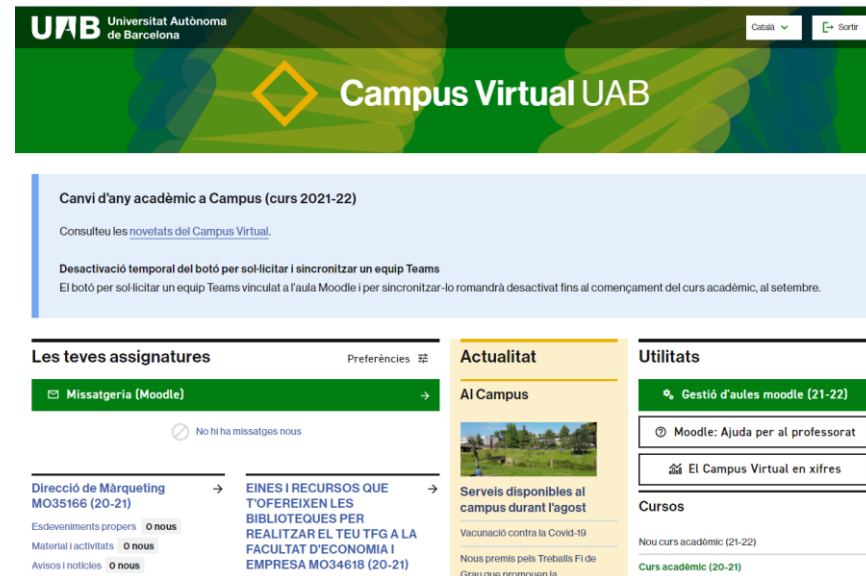 UAB Universitat Autònoma
de Barcelona
Català
Sortir
Campus Virtual UAB
Canvi d'any acadèmic a Campus (curs 2021-22)
Consulteu les novetats del Campus Virtual.
Desactivació temporal del botó per sol·licitar i sincronitzar un equip Teams
El botó per sol·licitar un equip Teams vinculat a l'aula Moodle i per sincronitzar-lo romandrà desactivat fins al començament del curs acadèmic, al setembre.
Les teves assignatures
Preferències
Missatgeria (Moodle)
No hi ha missatges nous
Direcció de Màrqueting
MO35166 (20-21)
Esdeveniments propers 0 nous
Material i activitats 0 nous
Avisos i notícies 0 nous
EINES I RECURSOS QUE
T'OFEREIXEN LES
BIBLIOTEQUES PER
REALITZAR EL TEU TFG A LA
FACULTAT D'ECONOMIA I
EMPRESA MO34618 (20-21)
Actualitat
Al Campus
Serveis disponibles al
campus durant l'agost
Vacunació contra la Covid-19
Nous premis pels Treballs Fi de
Grau que promouen la
Utilitats
Gestió d'aules moodle (21-22)
Moodle: Ajuda per al professorat
El Campus Virtual en xifres
Cursos
Nou curs acadèmic (21-22)
Curs acadèmic (20-21)